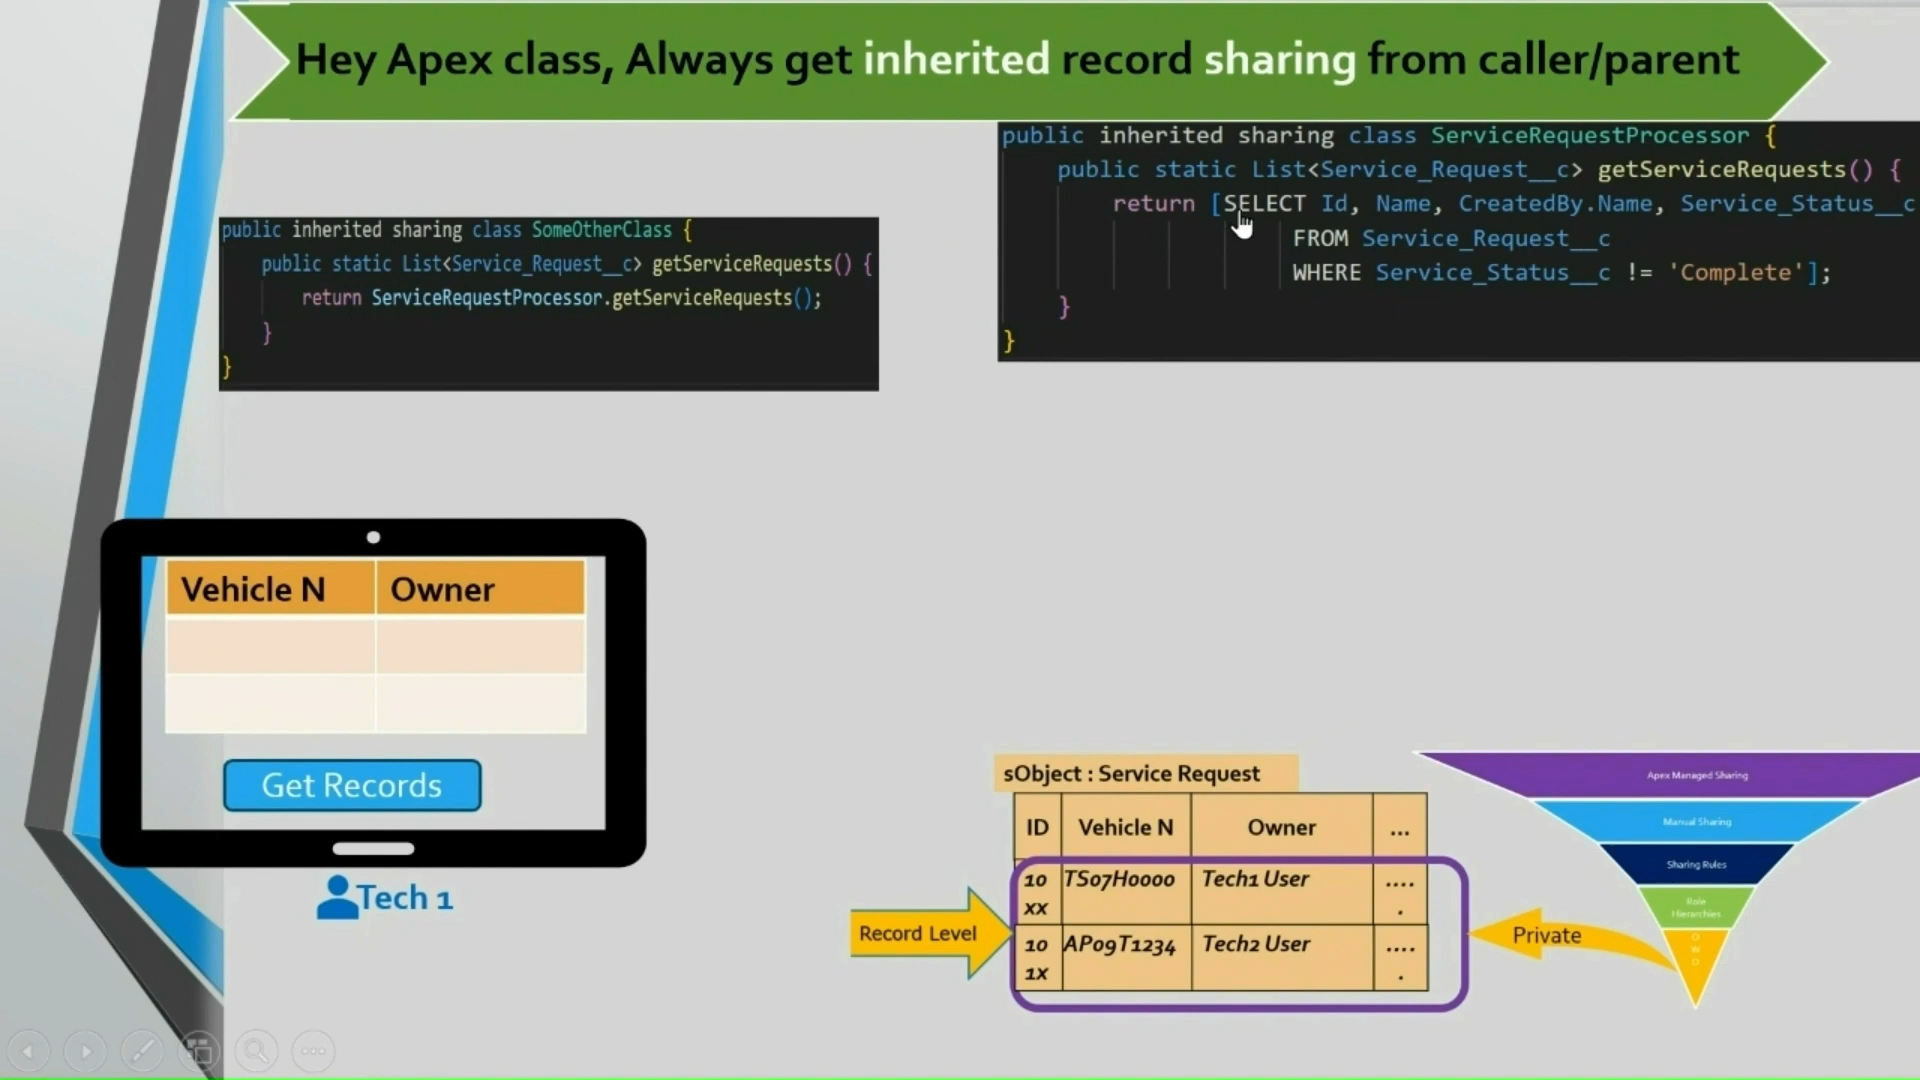 Hey Apex class, Always get inherited record sharing from caller/parent
public inherited sharing class SomeOtherClass {
public static List<Service_Request__c> getServiceRequests() {
return ServiceRequestProcessor.getServiceRequests();
}
}
public inherited sharing class ServiceRequestProcessor {
public static List<Service_Request__c> getServiceRequests() {
return [SELECT Id, Name, CreatedBy.Name, Service_Status__c
FROM Service_Request__c
WHERE Service_Status__c != 'Complete'];
}
}
Vehicle N Owner
Get Records
Tech 1
sObject : Service Request
ID Vehicle N Owner ...
10 TS07H0000 Tech1 User ....
xx .
10 AP09T1234 Tech2 User ....
1x .
Record Level
Private
Apex Managed Sharing
Manual Sharing
Sharing Rules
Role
Hierarchies
O
W
D